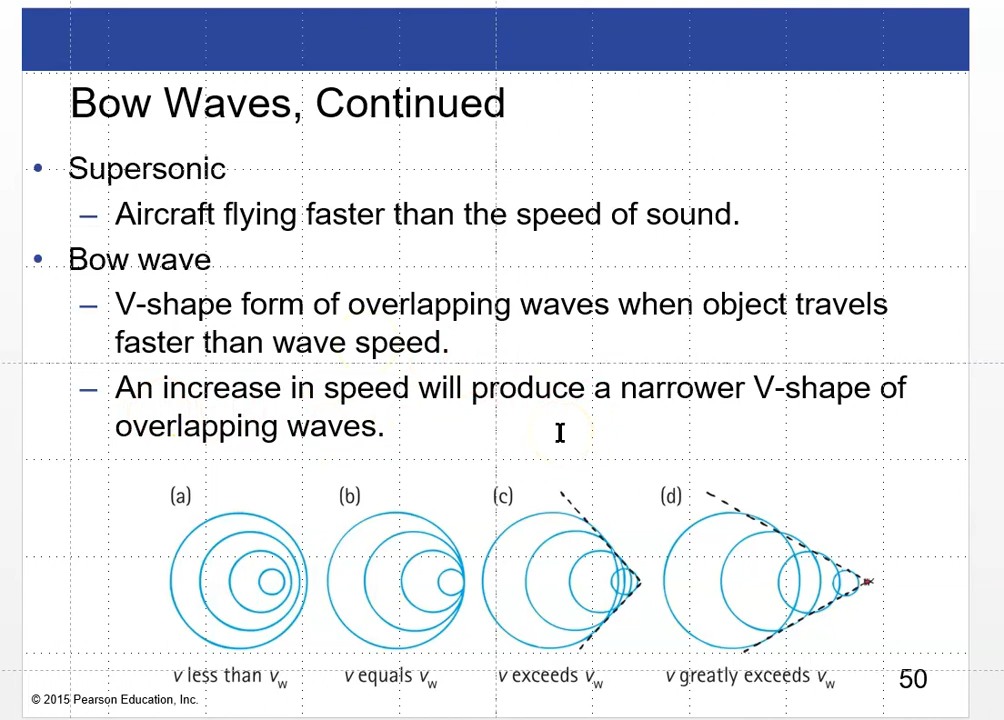 Bow Waves, Continued
• Supersonic
– Aircraft flying faster than the speed of sound.
• Bow wave
– V-shape form of overlapping waves when object travels
faster than wave speed.
– An increase in speed will produce a narrower V-shape of
overlapping waves.
(a) (b) (c) (d)
v less than vw v equals vw v exceeds vw v greatly exceeds vw
50
© 2015 Pearson Education, Inc.